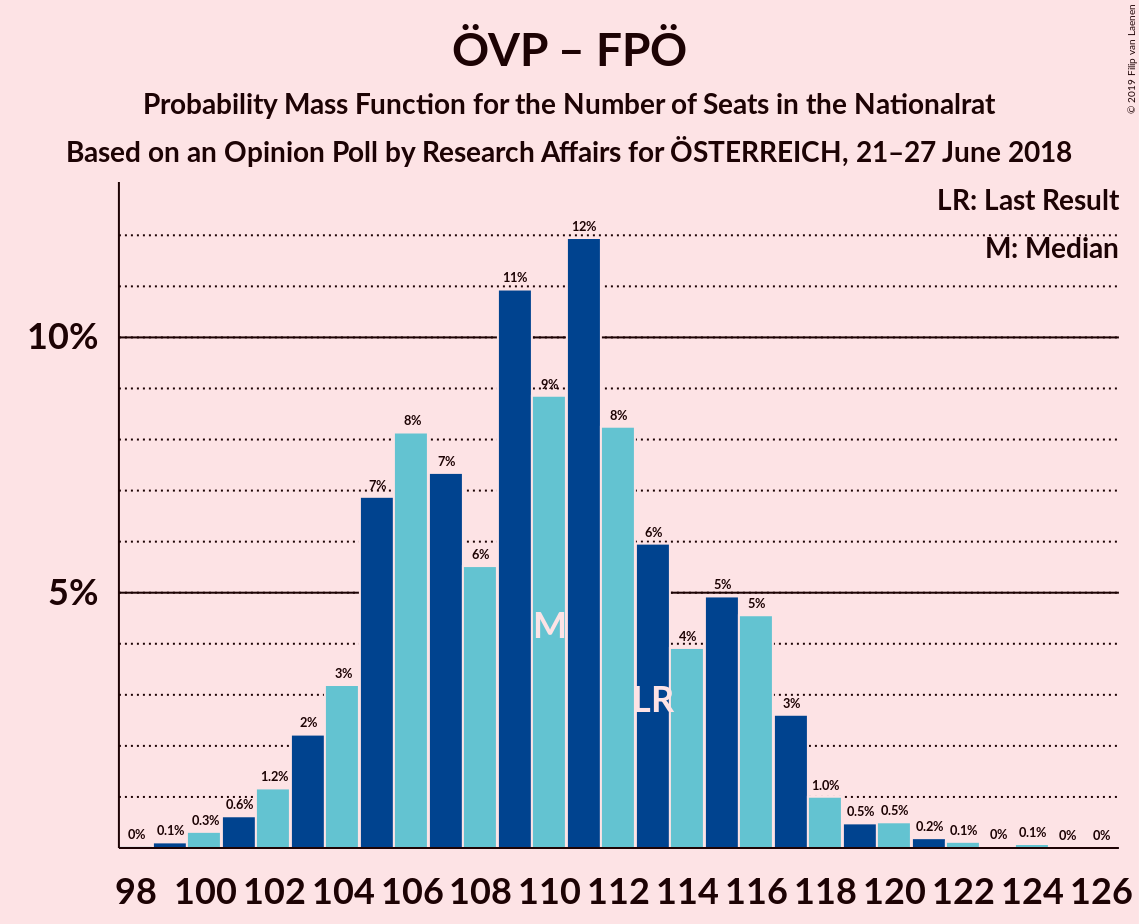 ÖVP – FPÖ
Probability Mass Function for the Number of Seats in the Nationalrat
Based on an Opinion Poll by Research Affairs for ÖSTERREICH, 21–27 June 2018
© 2019 Filip van Laenen
LR: Last Result
M: Median
10%
5%
0% 0.1% 0.3% 0.6% 1.2% 2% 3% 7% 8% 7% 6% 11% 9% 12% 8% 6% 4% 5% 5% 3% 1.0% 0.5% 0.5% 0.2% 0.1% 0% 0.1% 0% 0%
M
LR
98 100 102 104 106 108 110 112 114 116 118 120 122 124 126